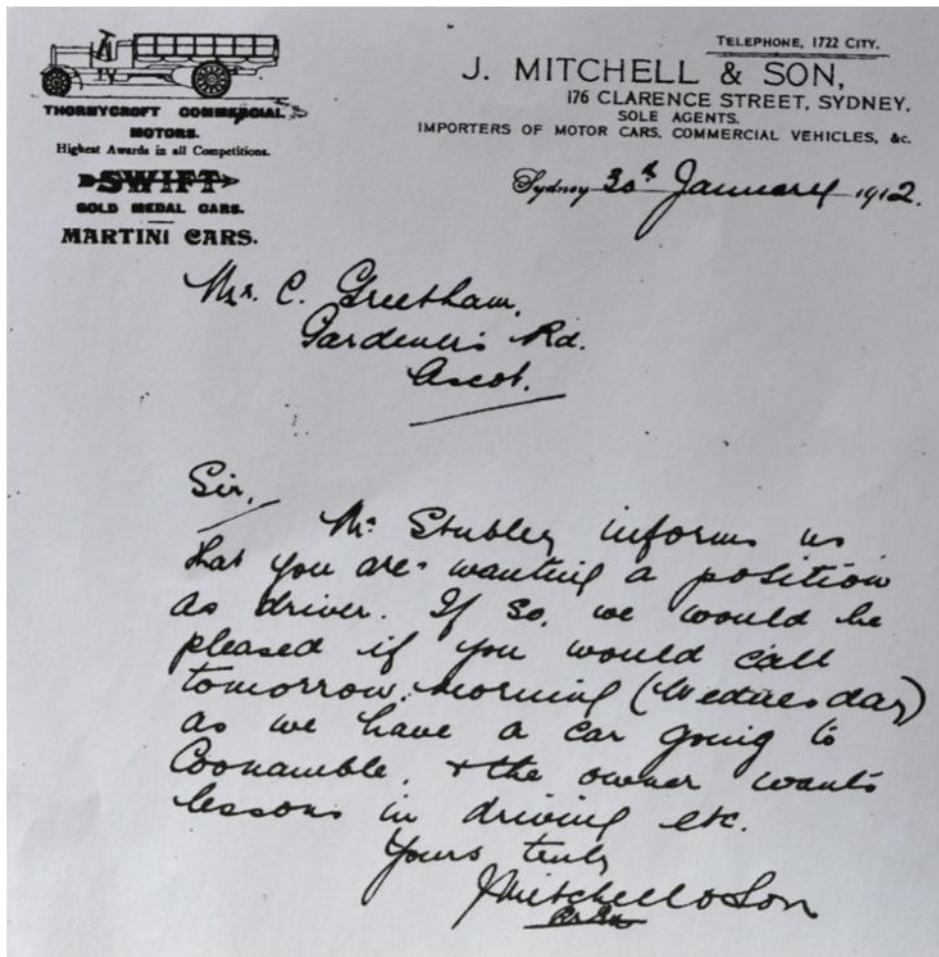 THORNYCROFT COMMERCIAL
MOTORS.
Highest Awards in all Competitions.
SWIFT
GOLD MEDAL CARS.
MARTINI CARS.
TELEPHONE, 1722 CITY.
J. MITCHELL & SON,
176 CLARENCE STREET, SYDNEY.
SOLE AGENTS.
IMPORTERS OF MOTOR CARS, COMMERCIAL VEHICLES, &c.
Sydney 30th January 1912.
Mr. C. Greetham,
Gardener's Rd.
Ascot.
Sir,
Mr Stubley informs us
that you are wanting a position
as driver. If so, we would be
pleased if you would call
tomorrow morning (Wednesday)
as we have a car going to
Coonamble, & the owner wants
lessons in driving etc.
Yours truly
J Mitchell & Son